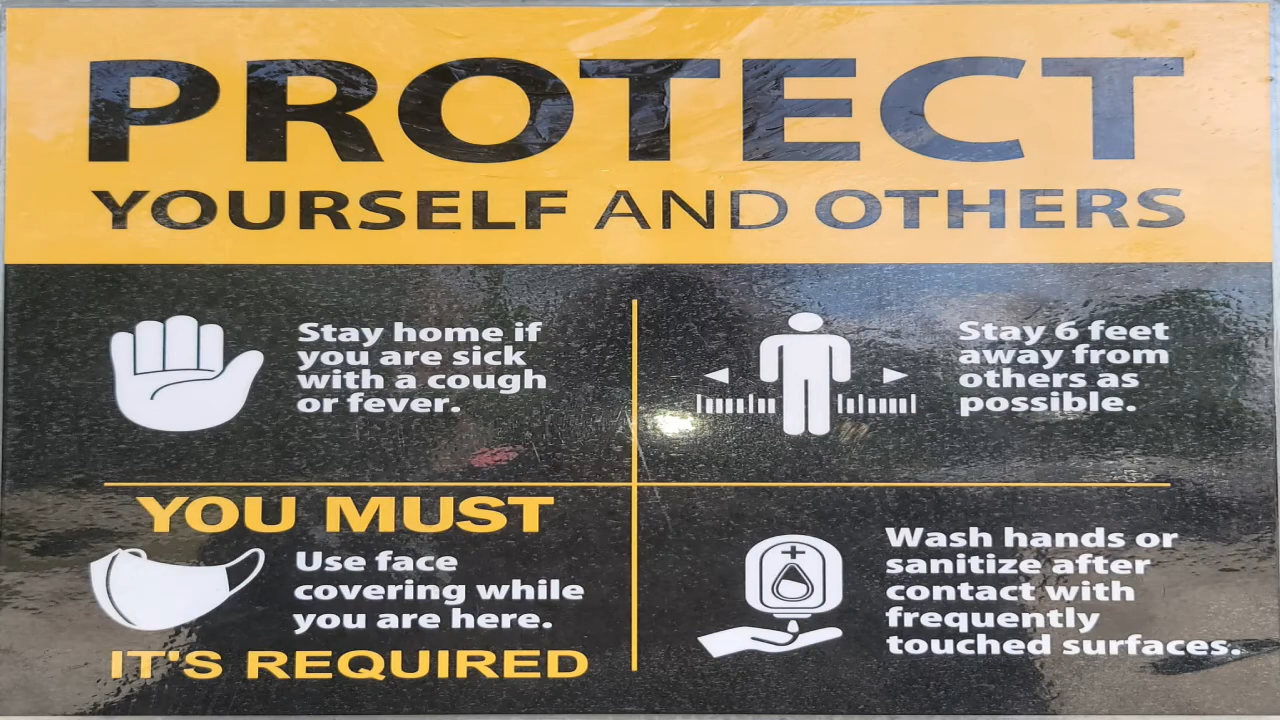 PROTECT
YOURSELF AND OTHERS
Stay home if
you are sick
with a cough
or fever.
Stay 6 feet
away from
others as
possible.
YOU MUST
Use face
covering while
you are here.
IT'S REQUIRED
Wash hands or
sanitize after
contact with
frequently
touched surfaces.